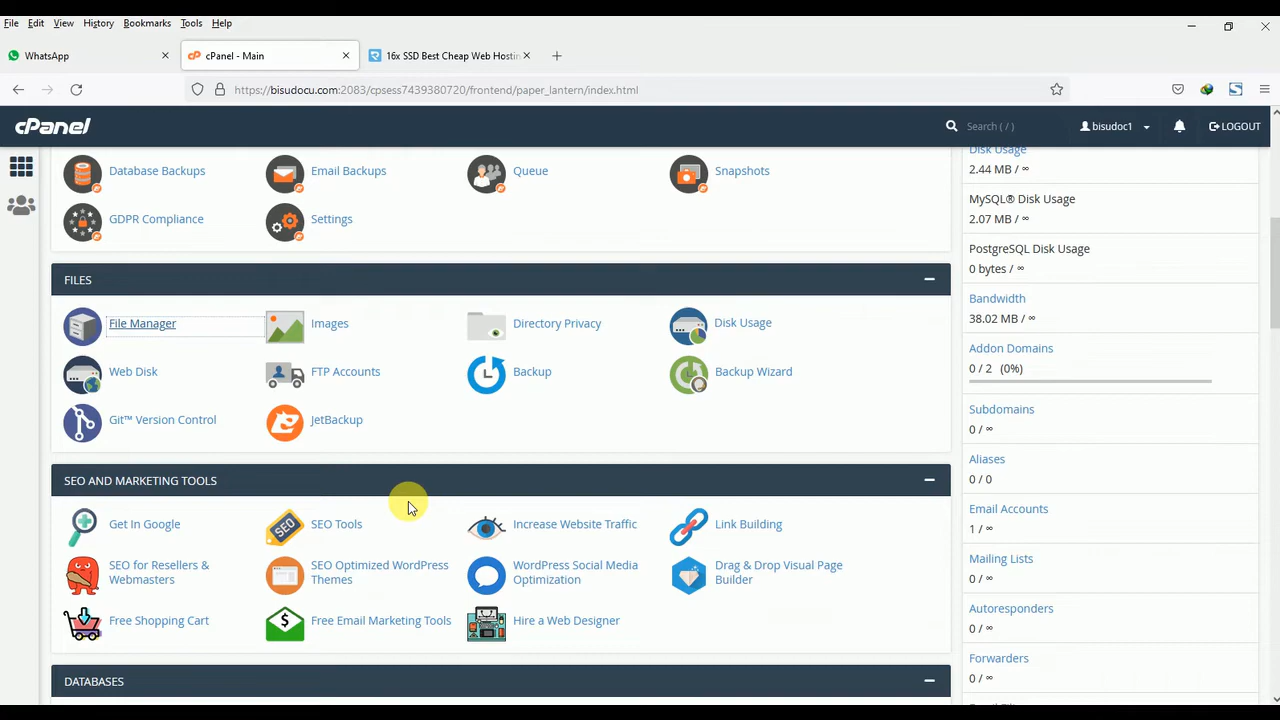 File Edit View History Bookmarks Tools Help
WhatsApp
cPanel - Main
16x SSD Best Cheap Web Hostin
https://bisudocu.com:2083/cpsess7439380720/frontend/paper_lantern/index.html
cPanel
Search ( / )
bisudoc1
LOGOUT
Database Backups
Email Backups
Queue
Snapshots
GDPR Compliance
Settings
FILES
File Manager
Images
Directory Privacy
Disk Usage
Web Disk
FTP Accounts
Backup
Backup Wizard
Git™ Version Control
JetBackup
SEO AND MARKETING TOOLS
Get In Google
SEO Tools
Increase Website Traffic
Link Building
SEO for Resellers &
Webmasters
SEO Optimized WordPress
Themes
WordPress Social Media
Optimization
Drag & Drop Visual Page
Builder
Free Shopping Cart
Free Email Marketing Tools
Hire a Web Designer
DATABASES
Disk Usage
2.44 MB / ∞
MySQL® Disk Usage
2.07 MB / ∞
PostgreSQL Disk Usage
0 bytes / ∞
Bandwidth
38.02 MB / ∞
Addon Domains
0 / 2 (0%)
Subdomains
0 / ∞
Aliases
0 / 0
Email Accounts
1 / ∞
Mailing Lists
0 / ∞
Autoresponders
0 / ∞
Forwarders
0 / ∞